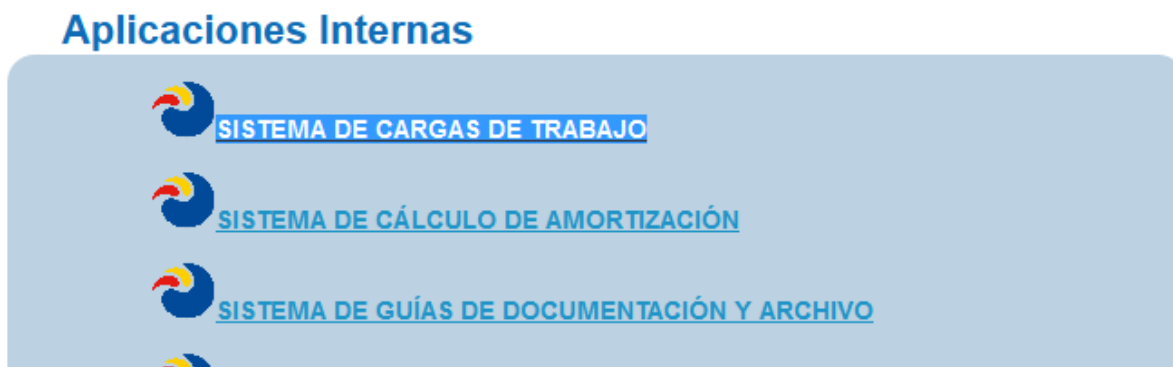 Aplicaciones Internas
SISTEMA DE CARGAS DE TRABAJO
SISTEMA DE CÁLCULO DE AMORTIZACIÓN
SISTEMA DE GUÍAS DE DOCUMENTACIÓN Y ARCHIVO